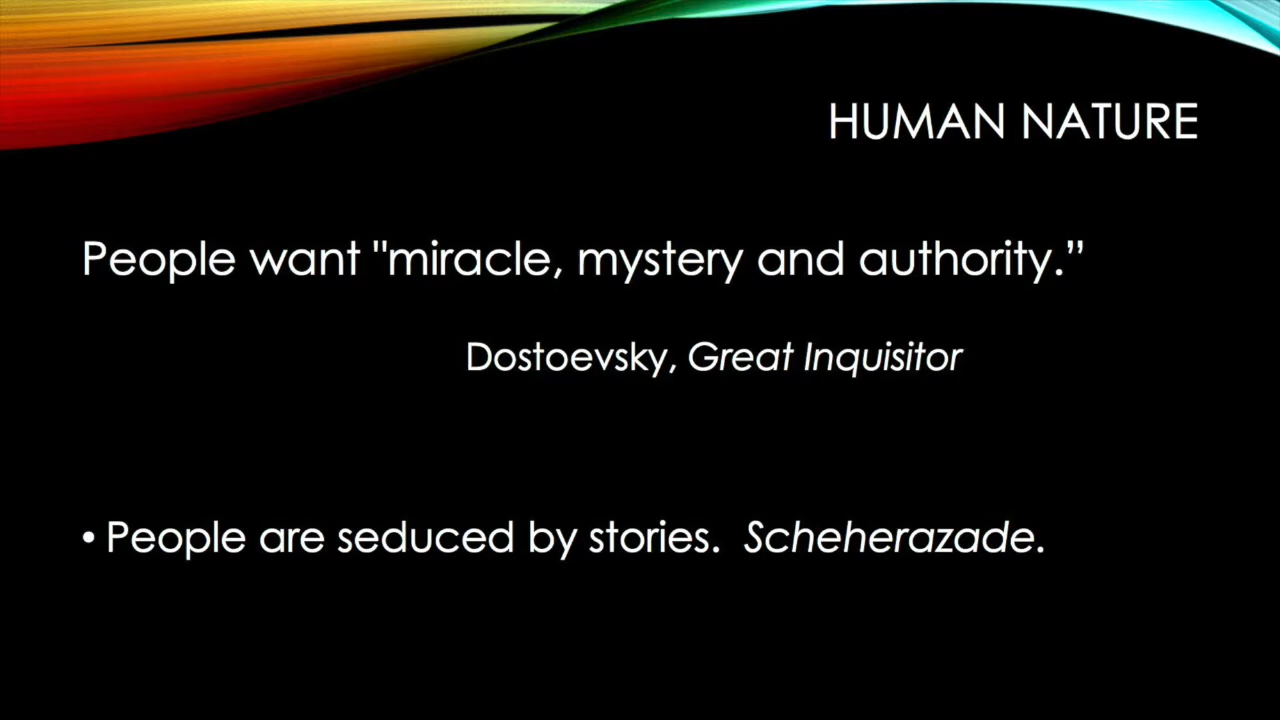 HUMAN NATURE
People want "miracle, mystery and authority.”
Dostoevsky, Great Inquisitor
• People are seduced by stories.  Scheherazade.